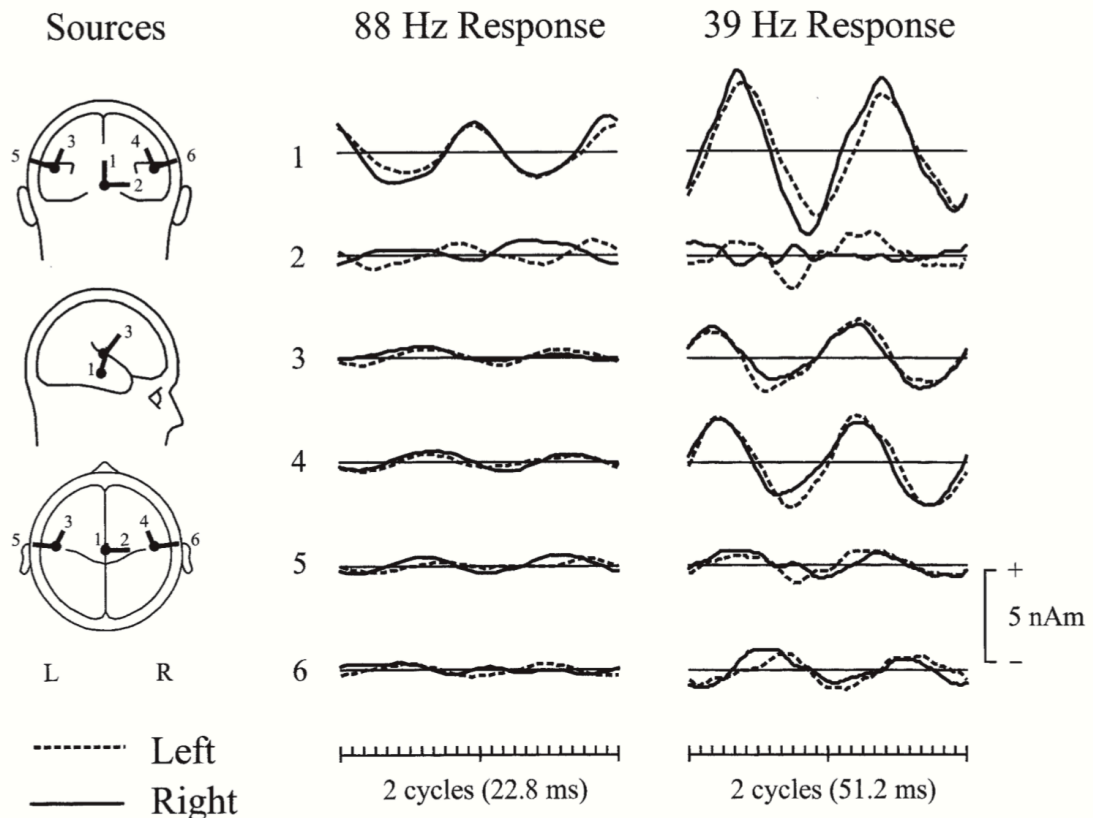 Sources
88 Hz Response
39 Hz Response
3 4
5 1 6
2
1
2
3
1
3
4
3 4
5 1 2 6
5
+
5 nAm
L R
6
−
Left
Right
2 cycles (22.8 ms)
2 cycles (51.2 ms)